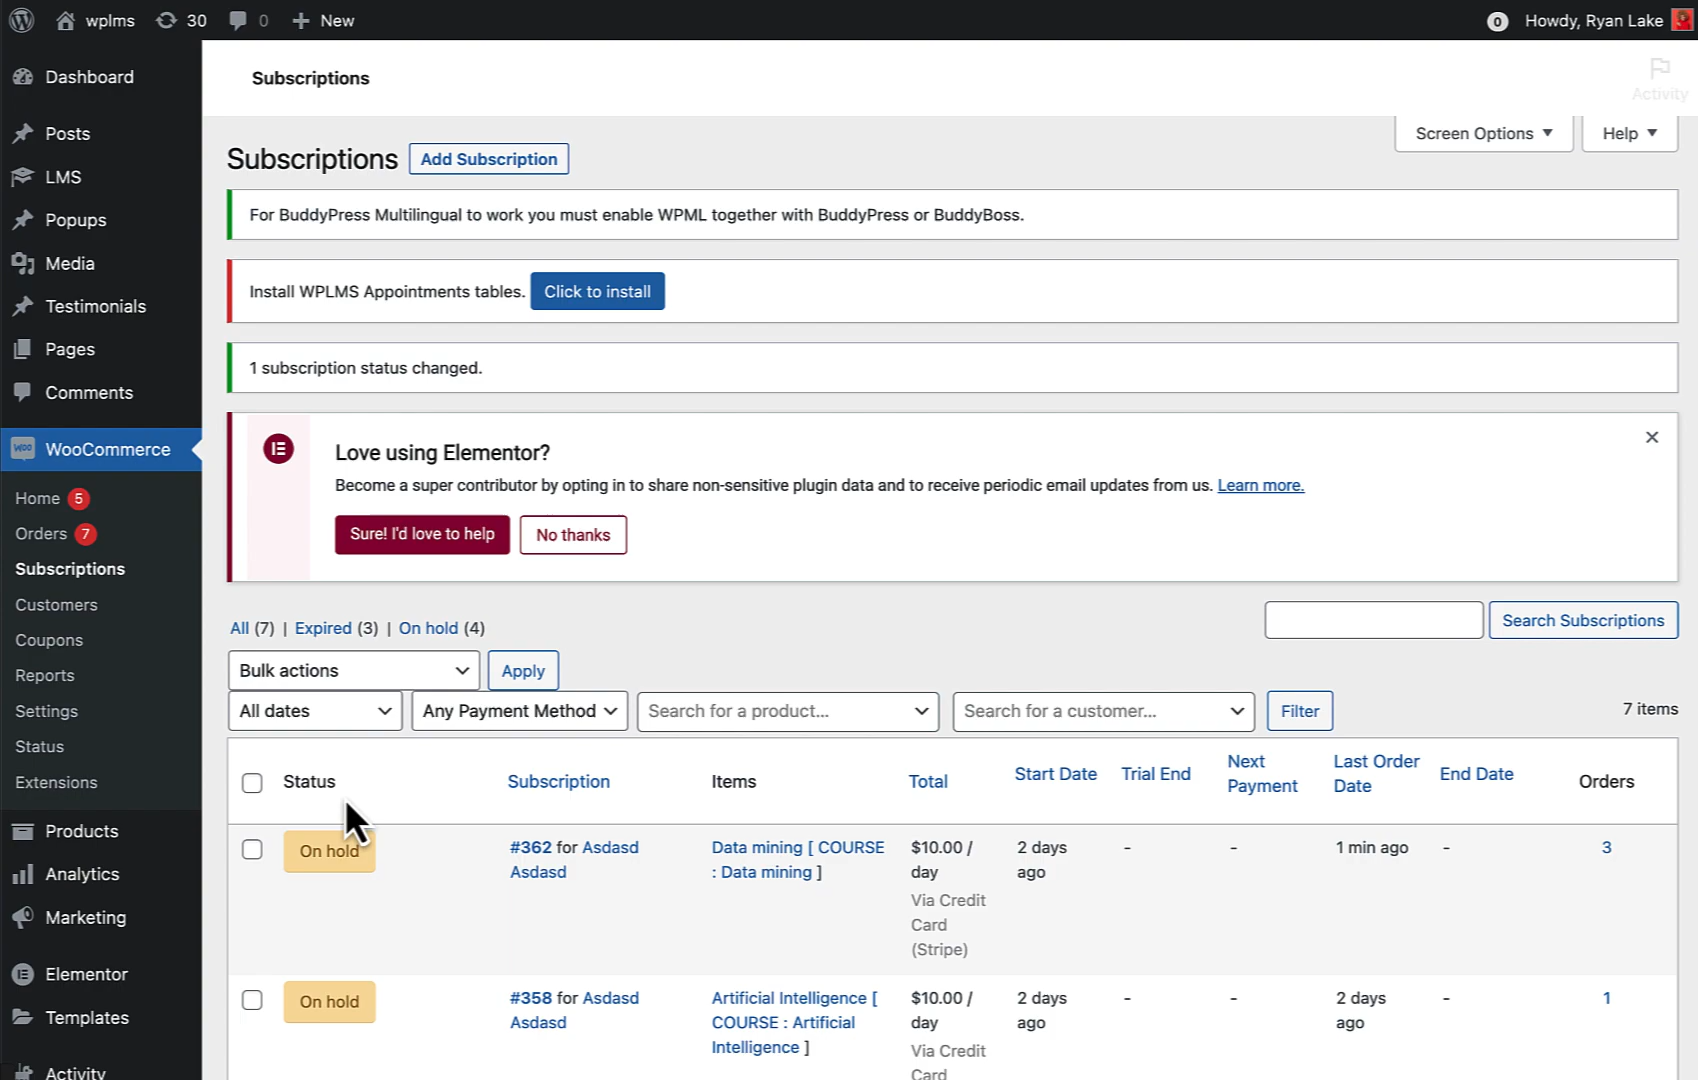 wplms 30 0 New
0 Howdy, Ryan Lake
Dashboard
Posts
LMS
Popups
Media
Testimonials
Pages
Comments
WOO WooCommerce
Home 5
Orders 7
Subscriptions
Customers
Coupons
Reports
Settings
Status
Extensions
Products
Analytics
Marketing
Elementor
Templates
Activity
Subscriptions
Activity
Screen Options
Help
Subscriptions Add Subscription
For BuddyPress Multilingual to work you must enable WPML together with BuddyPress or BuddyBoss.
Install WPLMS Appointments tables. Click to install
1 subscription status changed.
Love using Elementor?
Become a super contributor by opting in to share non-sensitive plugin data and to receive periodic email updates from us. Learn more.
Sure! I'd love to help No thanks
All (7) | Expired (3) | On hold (4)
Search Subscriptions
Bulk actions Apply
All dates Any Payment Method Search for a product... Search for a customer... Filter
7 items
Status Subscription Items Total Start Date Trial End Next Payment Last Order Date End Date Orders
On hold
#362 for Asdasd
Asdasd
Data mining [ COURSE
: Data mining ]
$10.00 /
day
Via Credit
Card
(Stripe)
2 days
ago
-
-
1 min ago
-
3
On hold
#358 for Asdasd
Asdasd
Artificial Intelligence [
COURSE : Artificial
Intelligence ]
$10.00 /
day
Via Credit
Card
2 days
ago
-
-
2 days
ago
-
1